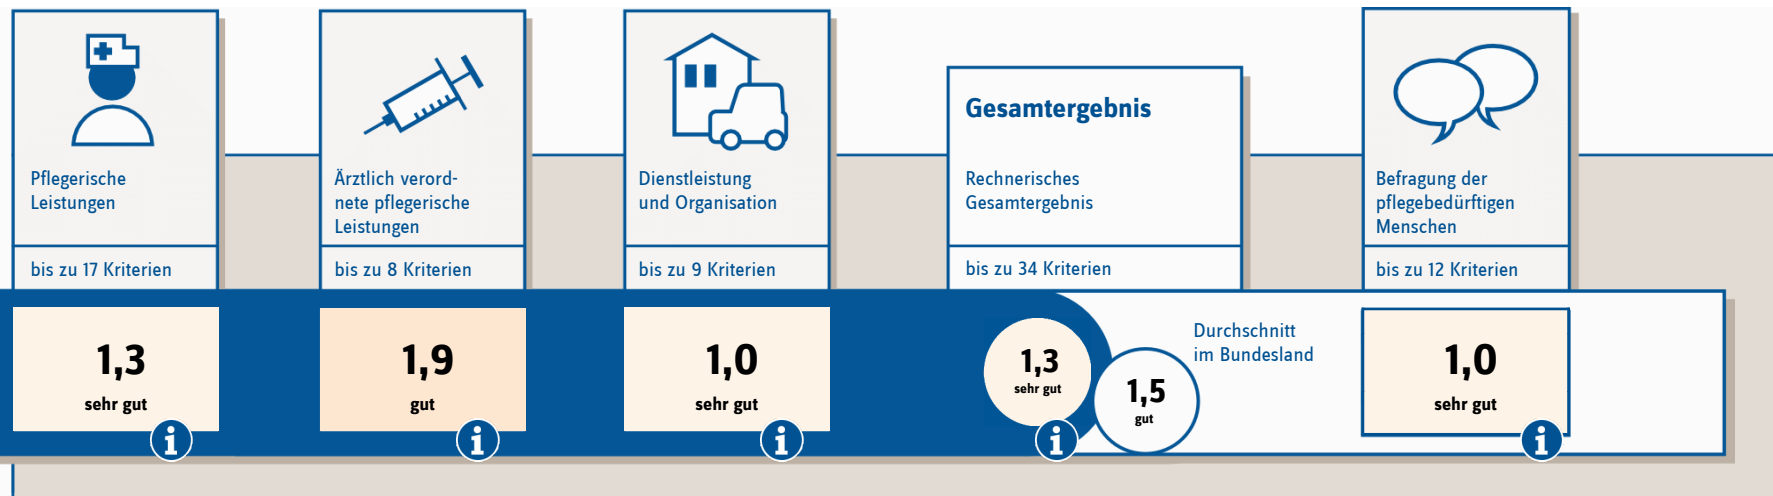 Pflegerische
Leistungen
bis zu 17 Kriterien
1,3
sehr gut
i
Ärztlich verord-
nete pflegerische
Leistungen
bis zu 8 Kriterien
1,9
gut
i
Dienstleistung
und Organisation
bis zu 9 Kriterien
1,0
sehr gut
i
Gesamtergebnis
Rechnerisches
Gesamtergebnis
bis zu 34 Kriterien
1,3
sehr gut
i
1,5
gut
Durchschnitt
im Bundesland
Befragung der
pflegebedürftigen
Menschen
bis zu 12 Kriterien
1,0
sehr gut
i